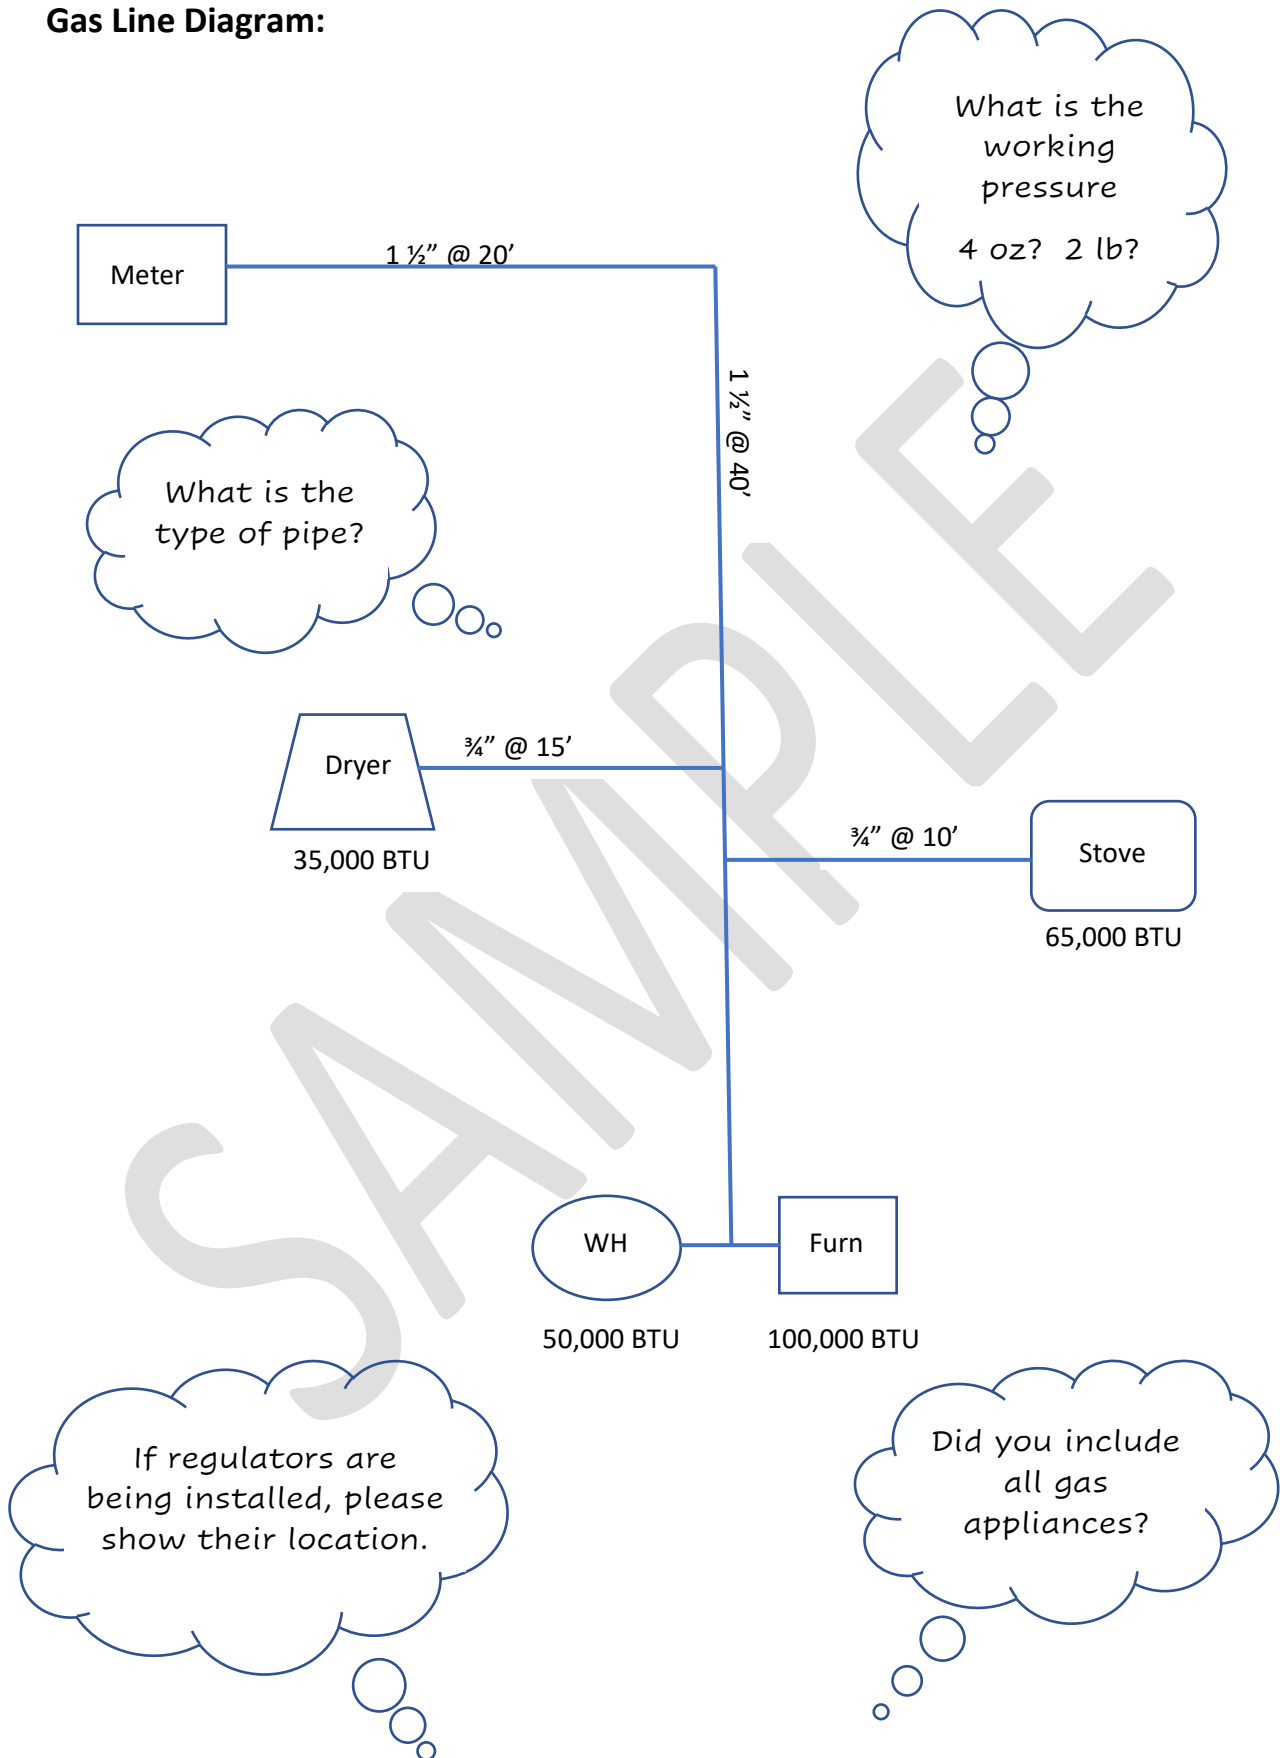 Gas Line Diagram:
What is the
working
pressure
4 oz? 2 lb?
Meter
1 ½” @ 20’
1 ½” @ 40’
What is the
type of pipe?
Dryer
¾” @ 15’
35,000 BTU
¾” @ 10’
Stove
65,000 BTU
WH
Furn
50,000 BTU
100,000 BTU
If regulators are
being installed, please
show their location.
Did you include
all gas
appliances?
SAMPLE